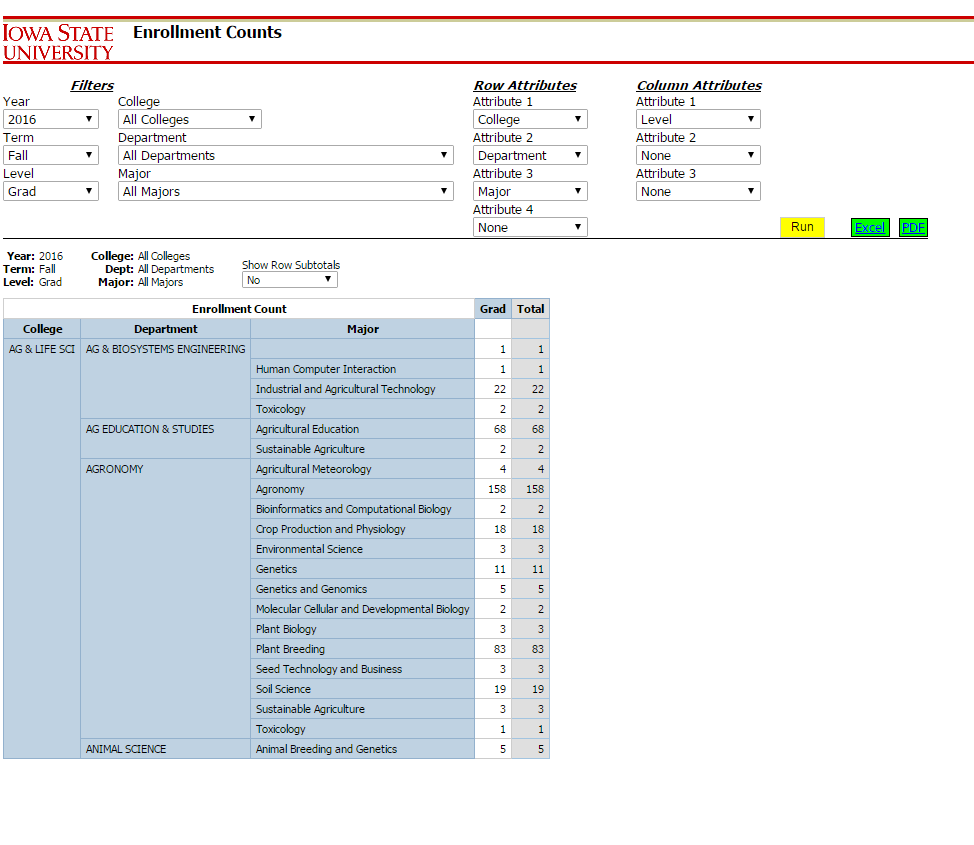 IOWA STATE
UNIVERSITY
Enrollment Counts
Filters Row Attributes Column Attributes
Year College Attribute 1 Attribute 1
2016 All Colleges College Level
Term Department Attribute 2 Attribute 2
Fall All Departments Department None
Level Major Attribute 3 Attribute 3
Grad All Majors Major None
Attribute 4
None Run Excel PDF
Year: 2016 College: All Colleges
Show Row Subtotals
Term: Fall Dept: All Departments
No
Level: Grad Major: All Majors
Enrollment Count Grad Total
College Department Major
AG & LIFE SCI AG & BIOSYSTEMS ENGINEERING 1 1
Human Computer Interaction 1 1
Industrial and Agricultural Technology 22 22
Toxicology 2 2
AG EDUCATION & STUDIES Agricultural Education 68 68
Sustainable Agriculture 2 2
AGRONOMY Agricultural Meteorology 4 4
Agronomy 158 158
Bioinformatics and Computational Biology 2 2
Crop Production and Physiology 18 18
Environmental Science 3 3
Genetics 11 11
Genetics and Genomics 5 5
Molecular Cellular and Developmental Biology 2 2
Plant Biology 3 3
Plant Breeding 83 83
Seed Technology and Business 3 3
Soil Science 19 19
Sustainable Agriculture 3 3
Toxicology 1 1
ANIMAL SCIENCE Animal Breeding and Genetics 5 5